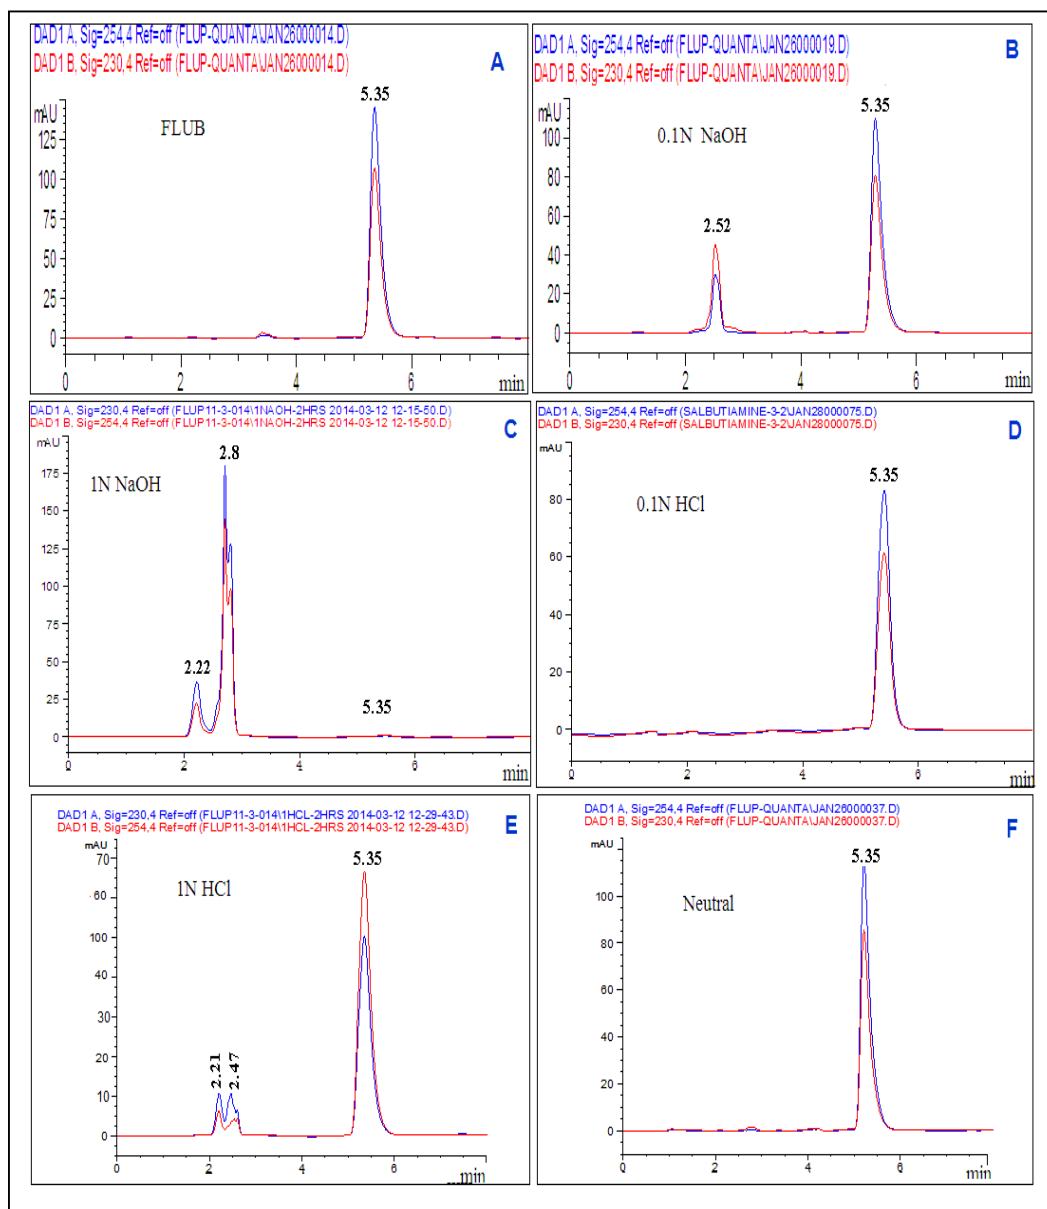 DAD1 A, Sig=254,4 Ref=off (FLUP-QUANTA\JAN26000014.D)
DAD1 B, Sig=230,4 Ref=off (FLUP-QUANTA\JAN26000014.D)
A
mAU
5.35
FLUB
125
100
75
50
25
0
0 2 4 6 min
DAD1 A, Sig=254,4 Ref=off (FLUP-QUANTA\JAN26000019.D)
DAD1 B, Sig=230,4 Ref=off (FLUP-QUANTA\JAN26000019.D)
B
mAU
5.35
0.1N NaOH
2.52
100
80
60
40
20
0
0 2 4 6 min
DAD1 A, Sig=230,4 Ref=off (FLUP11-3-014\1NAOH-2HRS 2014-03-12 12-15-50.D)
DAD1 B, Sig=254,4 Ref=off (FLUP11-3-014\1NAOH-2HRS 2014-03-12 12-15-50.D)
C
mAU
2.8
1N NaOH
2.22
5.35
175
150
125
100
75
50
25
0
0 2 4 6 min
DAD1 A, Sig=254,4 Ref=off (SALBUTIAMINE-3-2\JAN28000075.D)
DAD1 B, Sig=230,4 Ref=off (SALBUTIAMINE-3-2\JAN28000075.D)
D
mAU
5.35
0.1N HCl
80
60
40
20
0
0 2 4 6 min
DAD1 A, Sig=230,4 Ref=off (FLUP11-3-014\1HCL-2HRS 2014-03-12 12-29-43.D)
DAD1 B, Sig=254,4 Ref=off (FLUP11-3-014\1HCL-2HRS 2014-03-12 12-29-43.D)
E
mAU
5.35
1N HCl
2.21
2.47
70
60
100
40
30
20
10
0
0 2 4 6 min
DAD1 A, Sig=254,4 Ref=off (FLUP-QUANTA\JAN26000037.D)
DAD1 B, Sig=230,4 Ref=off (FLUP-QUANTA\JAN26000037.D)
F
mAU
5.35
Neutral
100
80
60
40
20
0
0 2 4 6 min